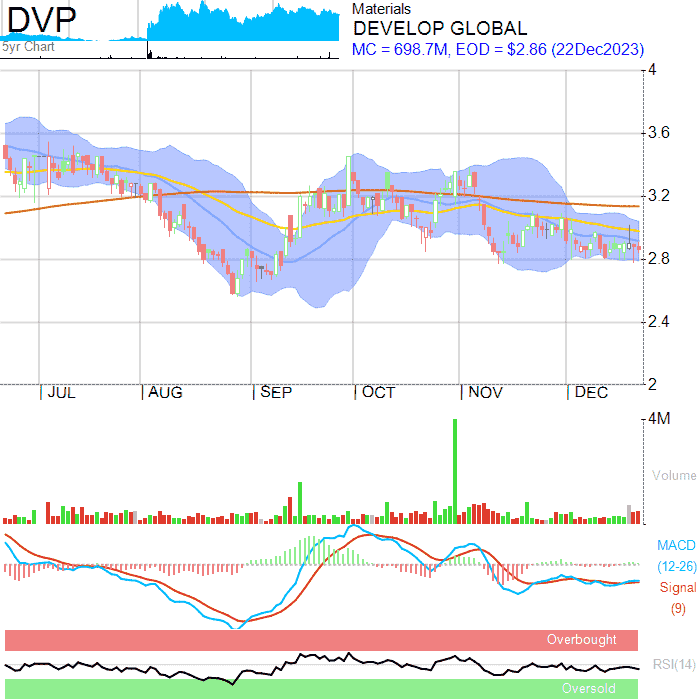 DVP
5yr Chart
Materials
DEVELOP GLOBAL
MC = 698.7M, EOD = $2.86 (22Dec2023)
4
3.6
3.2
2.8
2.4
2
JUL AUG SEP OCT NOV DEC
4M
Volume
MACD
(12-26)
Signal
(9)
Overbought
RSI(14)
Oversold